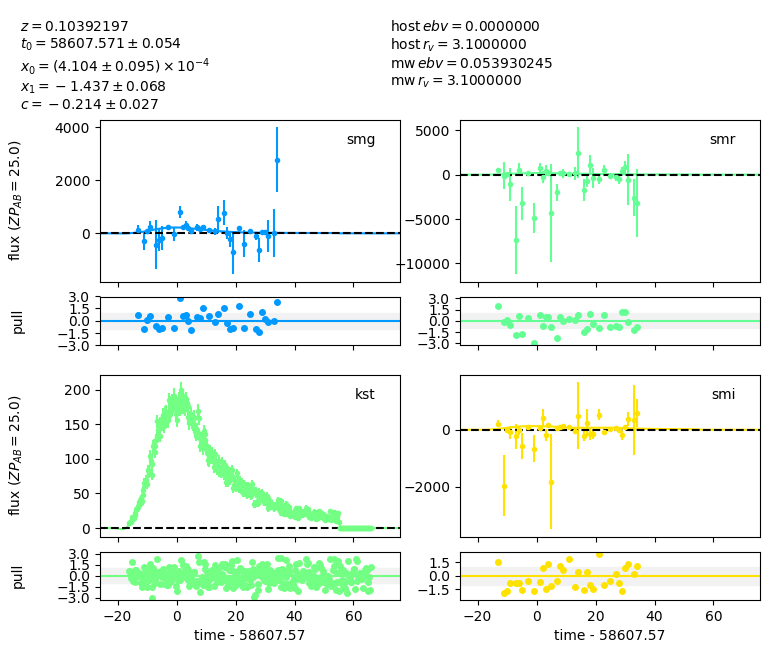 z = 0.10392197
t₀ = 58607.571 ± 0.054
x₀ = (4.104 ± 0.095) × 10⁻⁴
x₁ = −1.437 ± 0.068
c = −0.214 ± 0.027
host ebv = 0.0000000
host r_v = 3.1000000
mw ebv = 0.053930245
mw r_v = 3.1000000
smg
4000
2000
0
flux (ZP_AB = 25.0)
smr
5000
0
−5000
−10000
3.0
1.5
0.0
−1.5
−3.0
pull
3.0
1.5
0.0
−1.5
−3.0
kst
200
150
100
50
0
flux (ZP_AB = 25.0)
smi
0
−2000
3.0
1.5
0.0
−1.5
−3.0
pull
−20 0 20 40 60
time - 58607.57
1.5
0.0
−1.5
−20 0 20 40 60
time - 58607.57